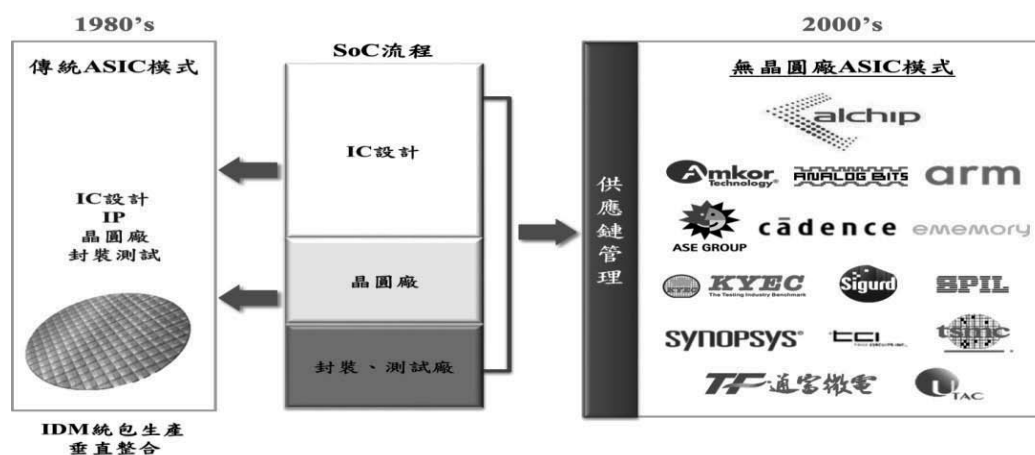 1980's
傳統ASIC模式
IC設計
IP
晶圓廠
封裝測試
IDM統包生產
垂直整合
SoC流程
IC設計
晶圓廠
封裝、測試廠
供應鏈管理
2000's
無晶圓廠ASIC模式
alchip
Amkor
Technology®
ANALOG BITS
arm
ASE GROUP
cādence
ememory
KYEC
KYEC
The Testing Industry Benchmark
Sigurd
SPIL
SYNOPSYS®
tci
tsmc
TF通富微電
UTAC